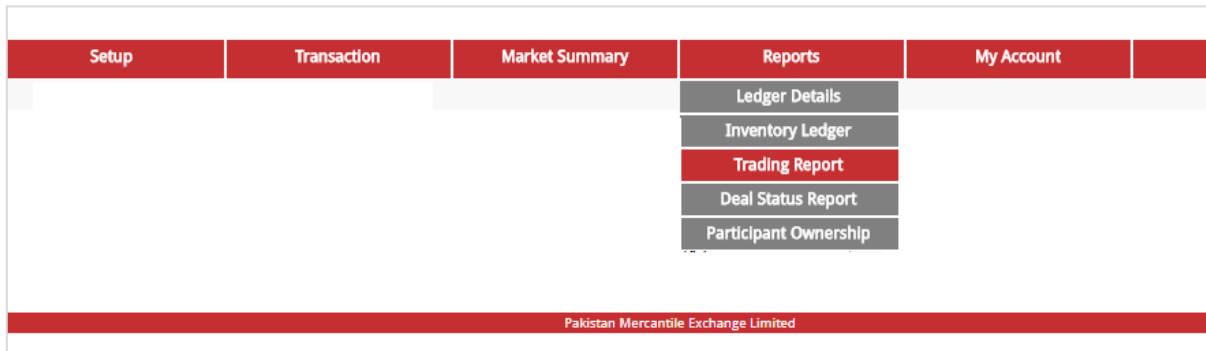 Setup Transaction Market Summary Reports My Account
Ledger Details
Inventory Ledger
Trading Report
Deal Status Report
Participant Ownership
Pakistan Mercantile Exchange Limited